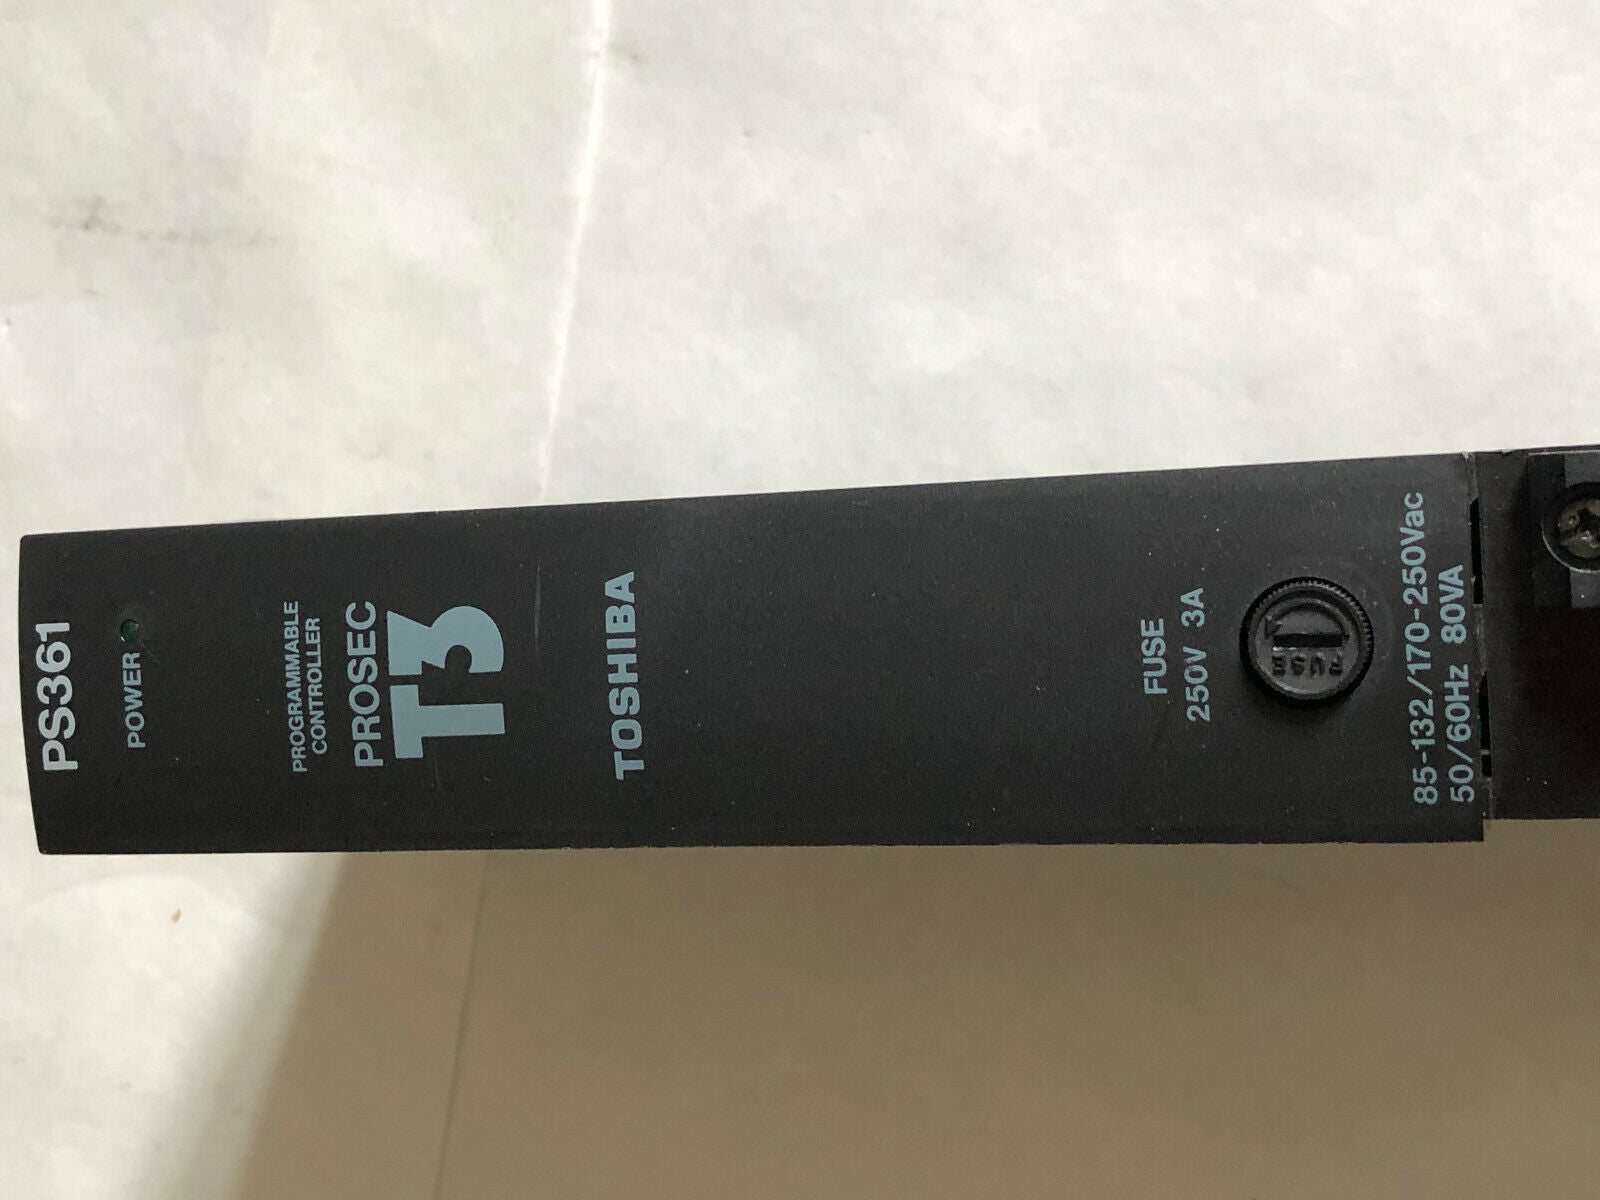 PS361
POWER
PROGRAMMABLE
CONTROLLER
PROSEC
T3
TOSHIBA
FUSE
250V 3A
FUSE
85-132/170-250Vac
50/60Hz 80VA